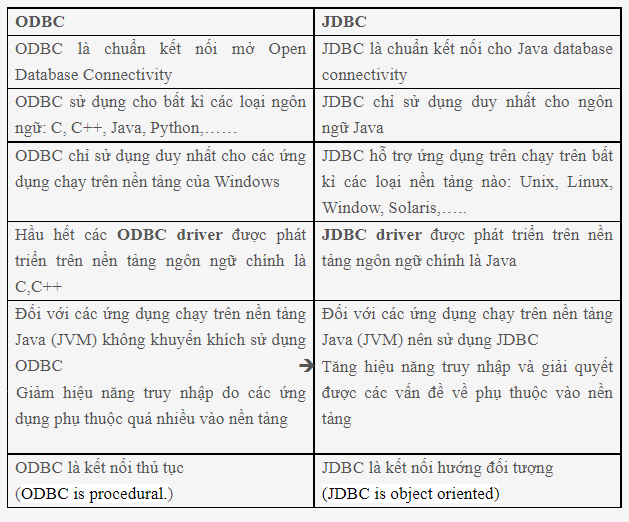 ODBC
JDBC
ODBC là chuẩn kết nối mở Open
Database Connectivity
JDBC là chuẩn kết nối cho Java database
connectivity
ODBC sử dụng cho bất kì các loại ngôn
ngữ: C, C++, Java, Python,……
JDBC chỉ sử dụng duy nhất cho ngôn
ngữ Java
ODBC chỉ sử dụng duy nhất cho các ứng
dụng chạy trên nền tảng của Windows
JDBC hỗ trợ ứng dụng trên chạy trên bất
kì các loại nền tảng nào: Unix, Linux,
Window, Solaris,…..
Hầu hết các ODBC driver được phát
triển trên nền tảng ngôn ngữ chính là
C,C++
JDBC driver được phát triển trên nền
tảng ngôn ngữ chính là Java
Đối với các ứng dụng chạy trên nền tảng
Java (JVM) không khuyến khích sử dụng
ODBC
Giảm hiệu năng truy nhập do các ứng
dụng phụ thuộc quá nhiều vào nền tảng
Đối với các ứng dụng chạy trên nền tảng
Java (JVM) nên sử dụng JDBC
➔ Tăng hiệu năng truy nhập và giải quyết
được các vấn đề về phụ thuộc vào nền
tảng
ODBC là kết nối thủ tục
(ODBC is procedural.)
JDBC là kết nối hướng đối tượng
(JDBC is object oriented)